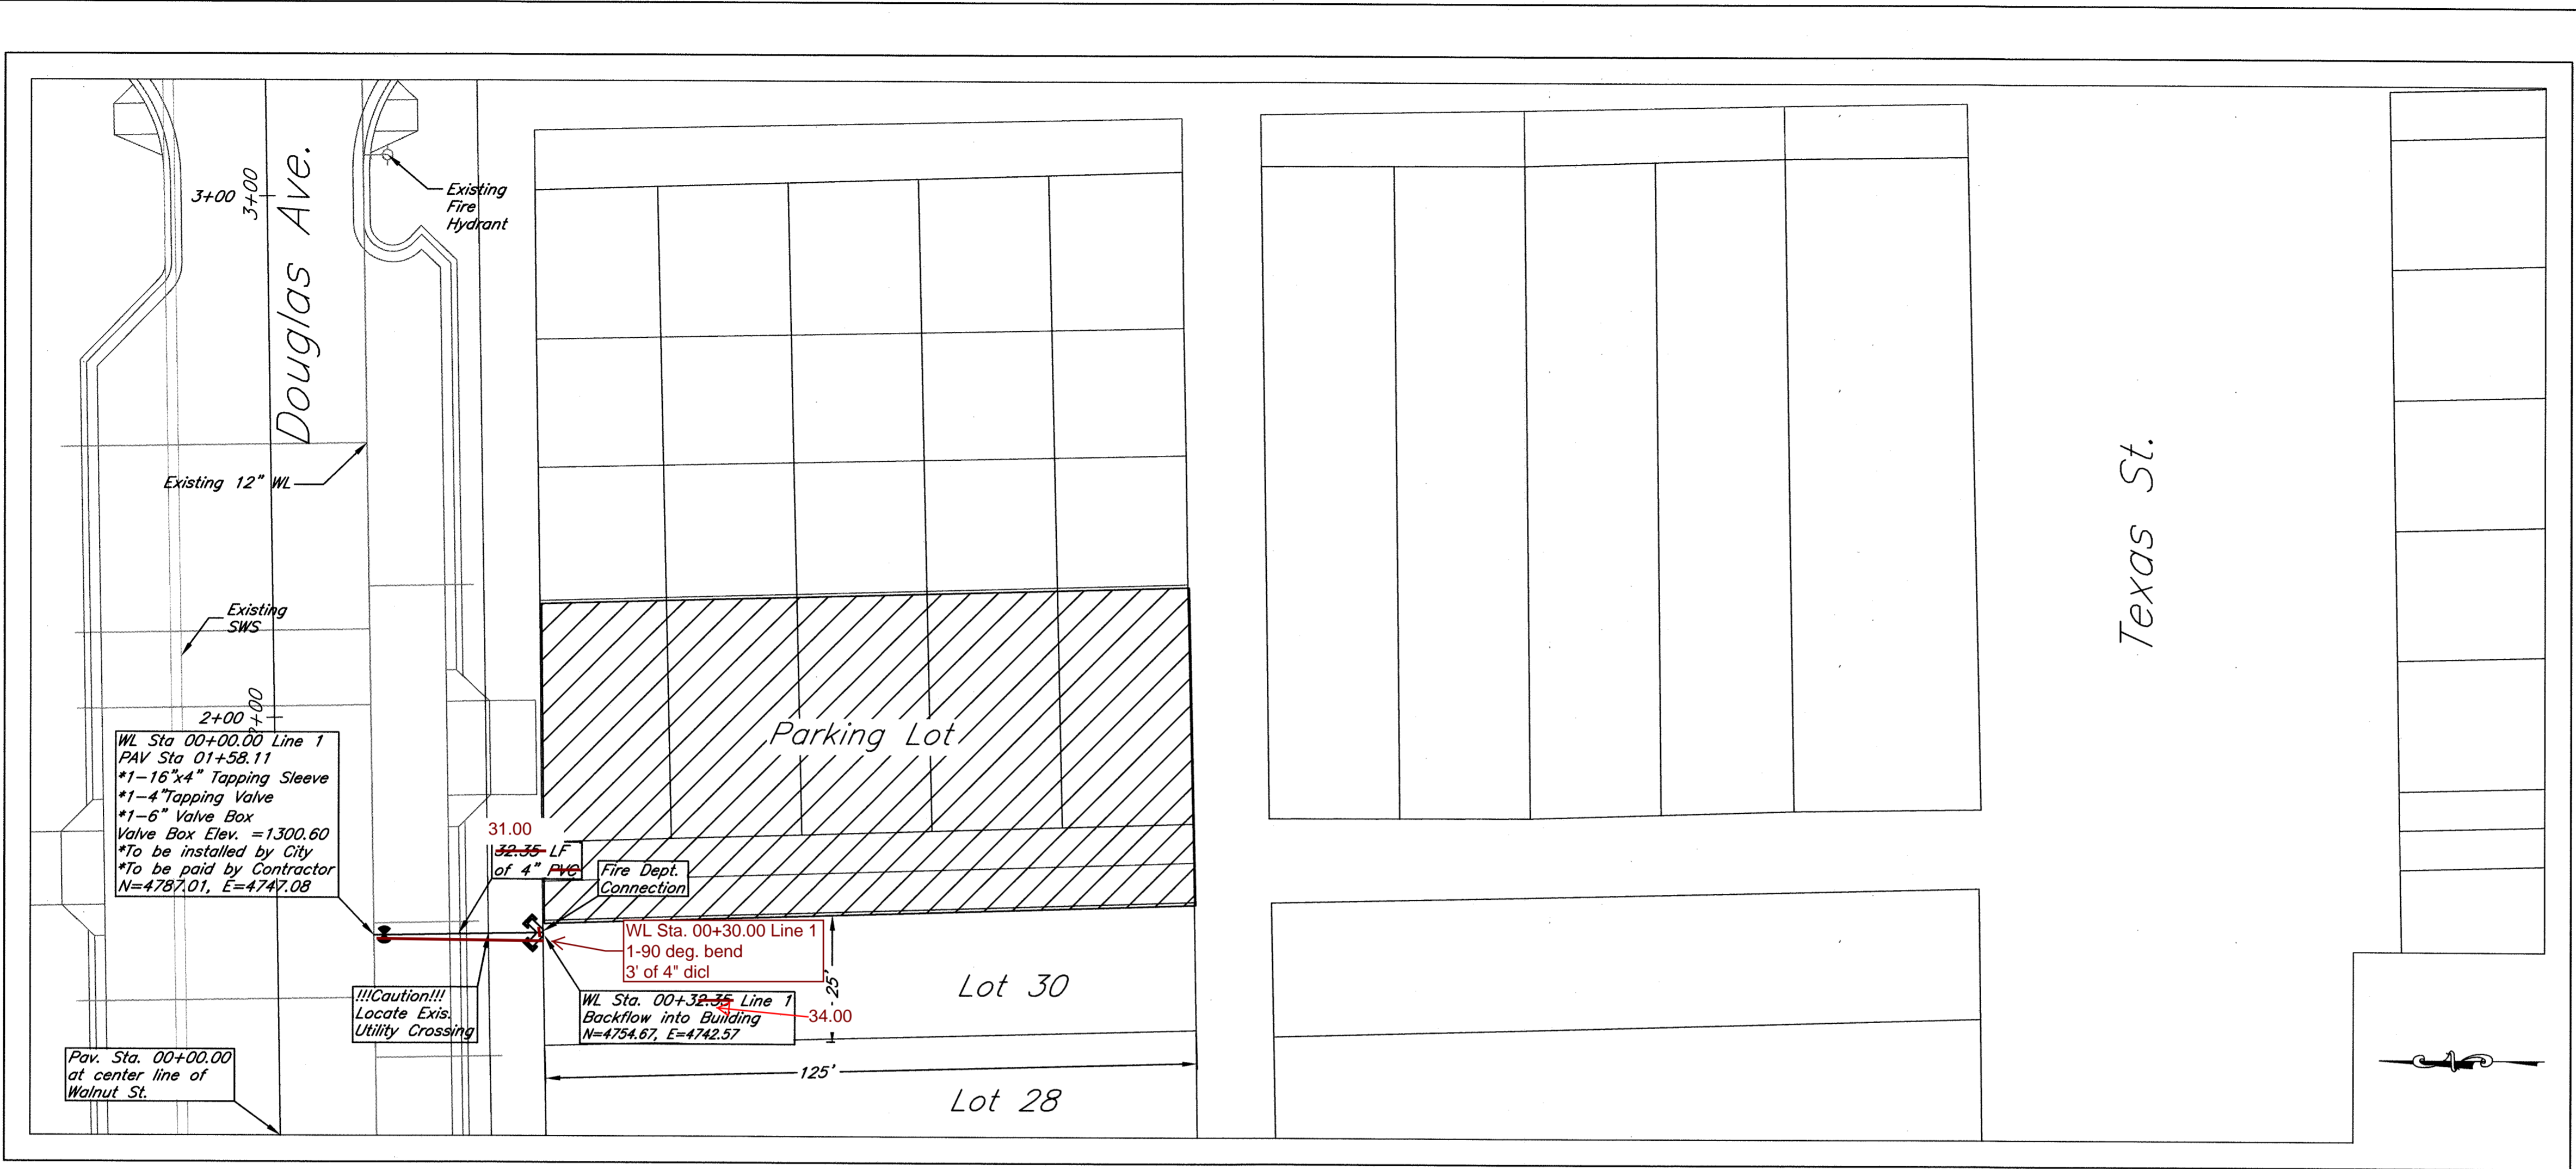 3+00
3+00
Douglas Ave.
Existing
Fire
Hydrant
Existing 12" WL
Existing
SWS
2+00
2+00
WL Sta 00+00.00 Line 1
PAV Sta 01+58.11
*1-16"x4" Tapping Sleeve
*1-4"Tapping Valve
*1-6" Valve Box
Valve Box Elev. =1300.60
*To be installed by City
*To be paid by Contractor
N=4787.01, E=4747.08
31.00
32.35 LF
of 4" PVC
Fire Dept.
Connection
Parking Lot
WL Sta. 00+30.00 Line 1
1-90 deg. bend
3' of 4" dicl
25'
WL Sta. 00+32.35 Line 1
Backflow into Building
N=4754.67, E=4742.57
34.00
!!!Caution!!!
Locate Exis.
Utility Crossing
Pav. Sta. 00+00.00
at center line of
Walnut St.
Lot 30
125'
Lot 28
Texas St.